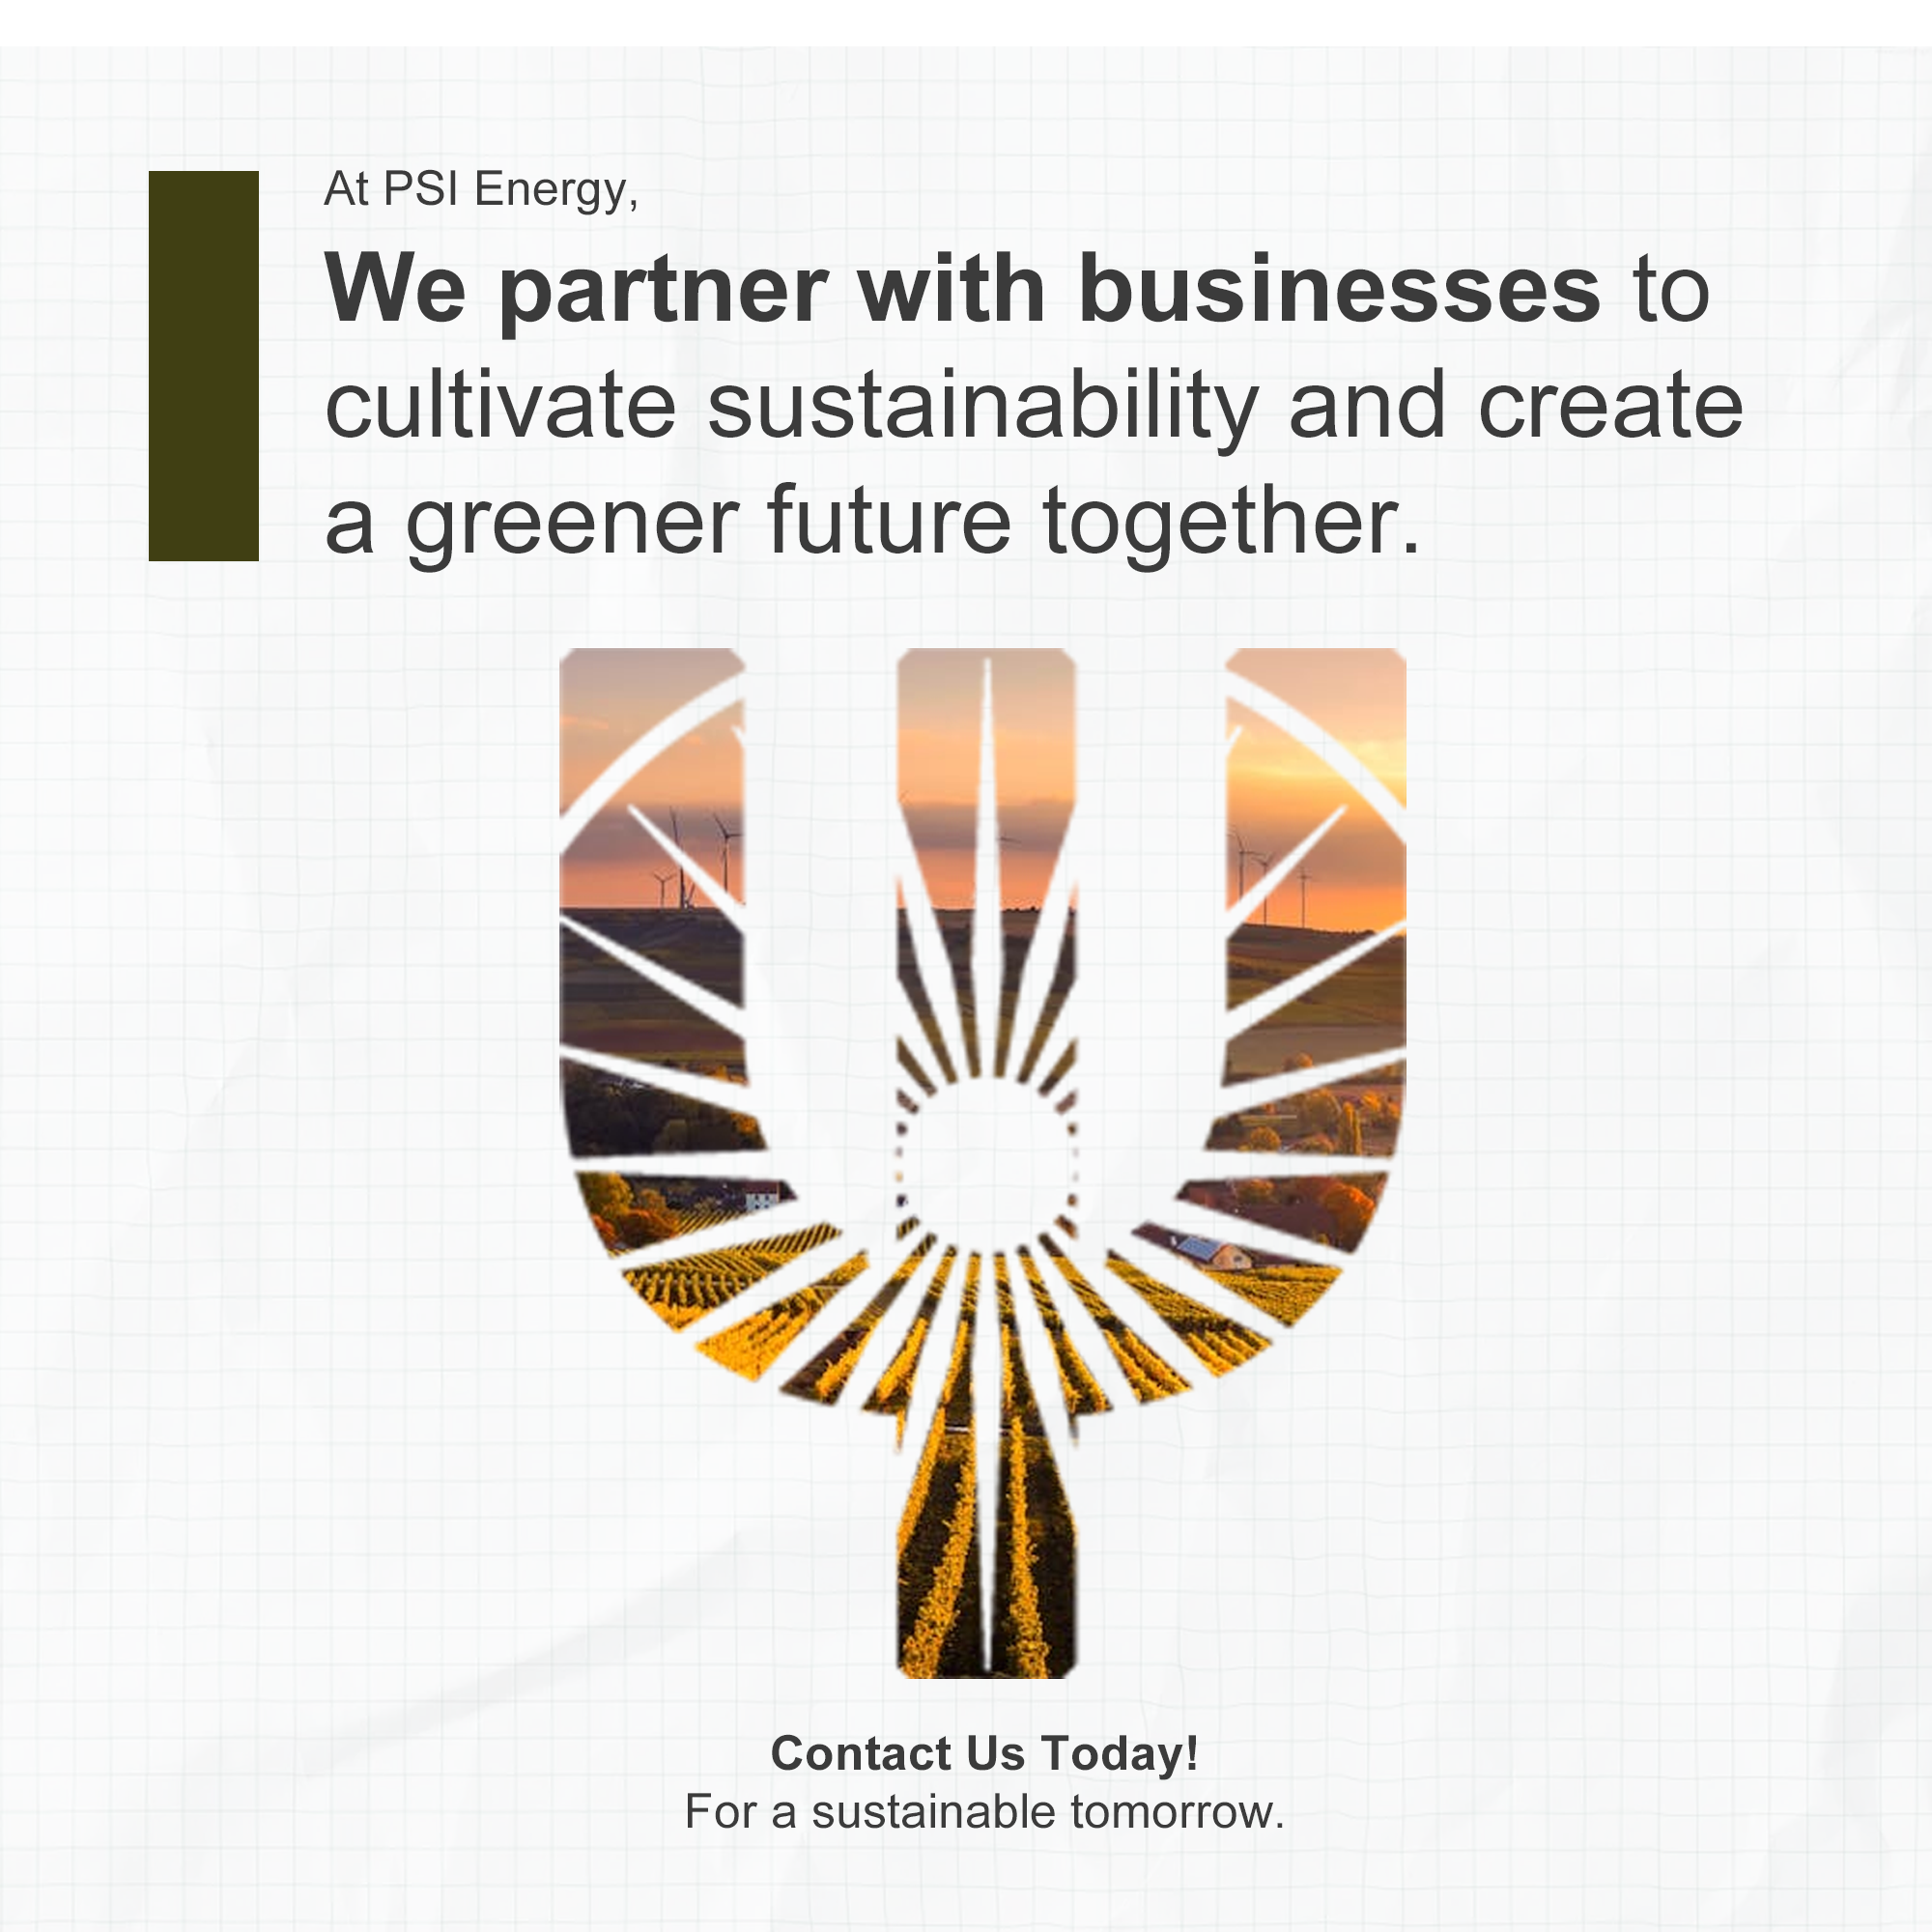 At PSI Energy,
We partner with businesses to
cultivate sustainability and create
a greener future together.
Contact Us Today!
For a sustainable tomorrow.